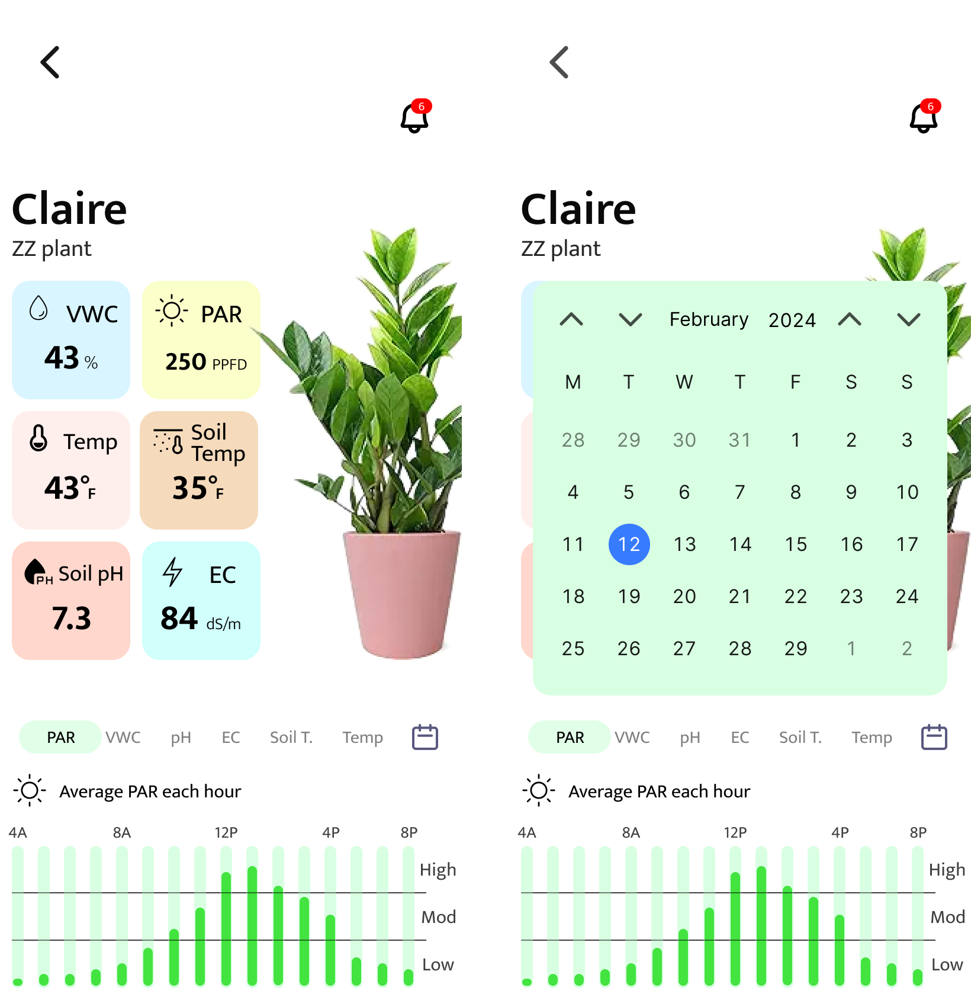 6
Claire
ZZ plant
VWC
43 %
PAR
250 PPFD
Temp
43°F
Soil
Temp
35°F
PH Soil pH
7.3
EC
84 dS/m
PAR VWC pH EC Soil T. Temp
Average PAR each hour
4A 8A 12P 4P 8P
High
Mod
Low
6
Claire
ZZ plant
February 2024
M T W T F S S
28 29 30 31 1 2 3
4 5 6 7 8 9 10
11 12 13 14 15 16 17
18 19 20 21 22 23 24
25 26 27 28 29 1 2
PAR VWC pH EC Soil T. Temp
Average PAR each hour
4A 8A 12P 4P 8P
High
Mod
Low